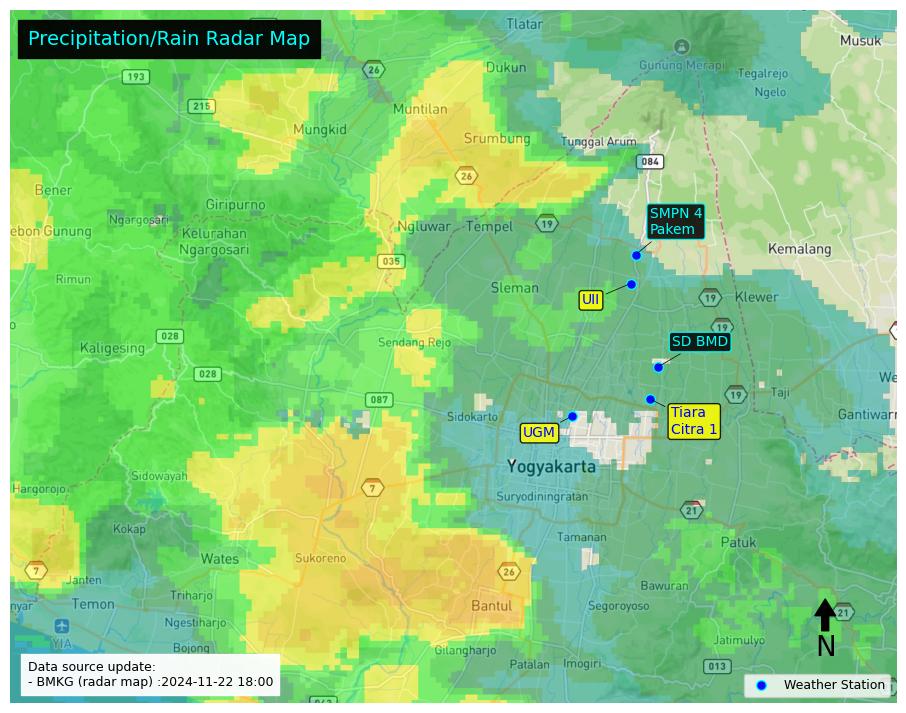 Precipitation/Rain Radar Map
Tlatar
Musuk
Gunung Merapi
Tegalrejo
Ngelo
193
26
Dukun
215
Muntilan
Mungkid
Srumbung
Tunggal Arum
084
26
Bener
Giripurno
Ngargosari
ebon Gunung
Kelurahan
Ngargosari
Ngluwar
Tempel
19
SMPN 4
Pakem
Kemalang
035
Rimun
Sleman
UII
19
Klewer
19
028
Sendang Rejo
Kaligesing
SD BMD
028
087
19
Taji
We
Sidokarto
Tiara
Citra 1
Gantiwar
UGM
Yogyakarta
Sidowayah
7
Hargorojo
Suryodiningratan
21
Kokap
Tamanan
Patuk
Wates
Sukoreno
7
26
Janten
Bawuran
nyar
Temon
Triharjo
Bantul
Segoroyoso
21
Ngestiharjo
YIA
N
Jatimulyo
Bojong
Gilangharjo
Patalan
Imogiri
013
Data source update:
- BMKG (radar map) :2024-11-22 18:00
Weather Station